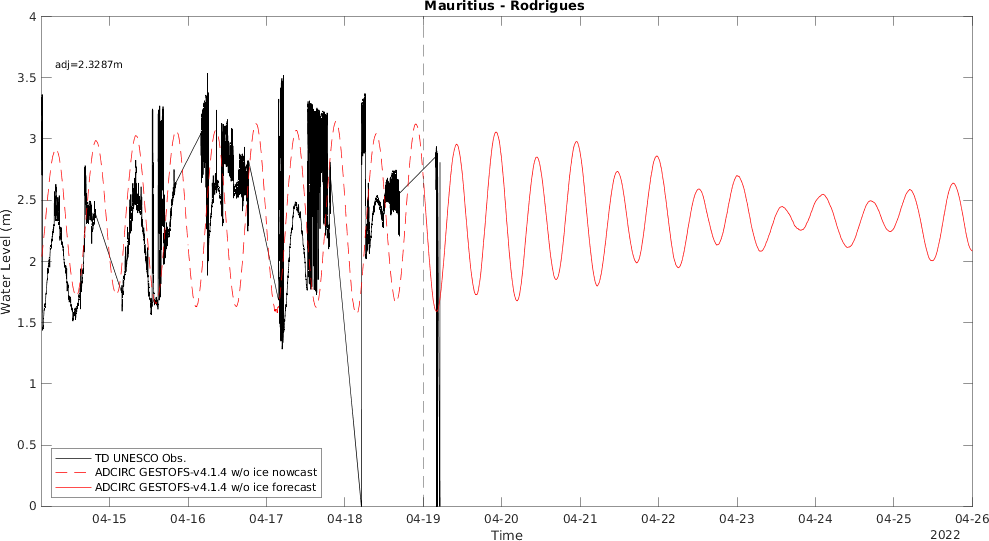 Mauritius - Rodrigues
4
3.5
3
2.5
2
1.5
1
0.5
0
Water Level (m)
adj=2.3287m
TD UNESCO Obs.
ADCIRC GESTOFS-v4.1.4 w/o ice nowcast
ADCIRC GESTOFS-v4.1.4 w/o ice forecast
04-15 04-16 04-17 04-18 04-19 04-20 04-21 04-22 04-23 04-24 04-25 04-26
Time
2022